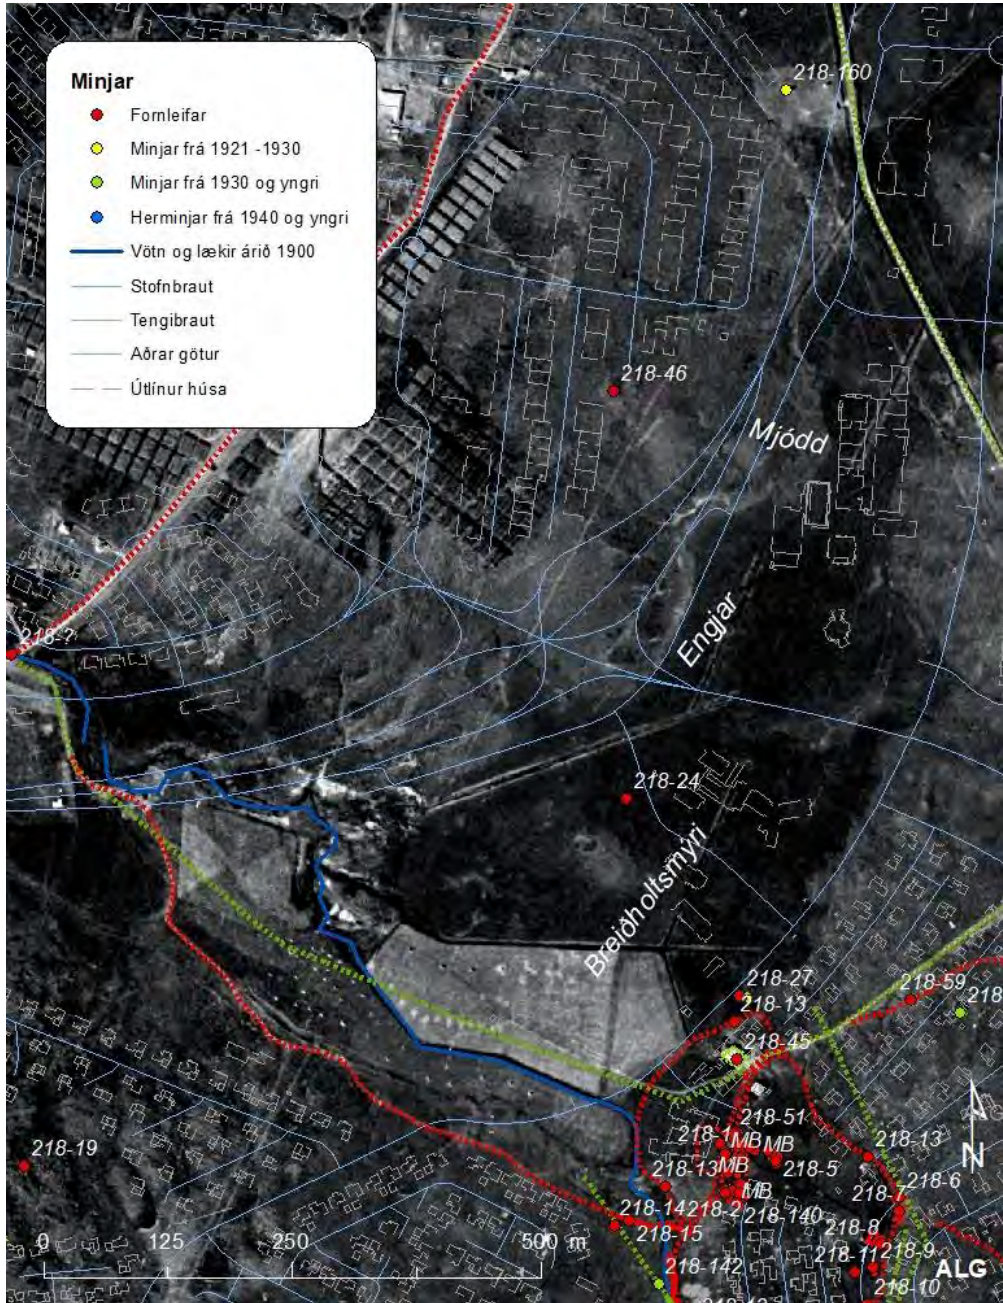 Minjar
Fornleifar
Minjar frá 1921 -1930
Minjar frá 1930 og yngri
Herminjar frá 1940 og yngri
Vötn og lækir árið 1900
Stofnbraut
Tengibraut
Aðrar götur
Útlínur húsa
218-160
218-46
Mjódd
Engjar
218-?
218-24
Breiðholtsmýri
218-27
218-13
218-59
218
218-45
218-51
218-1
MB
MB
218-13
218-5
MB
218-13
218-6
218-19
MB
218-7
218-14
218-2
218-140
218-15
218-8
218-11
218-9
218-142
218-10
N
0 125 250 500 m
ALG